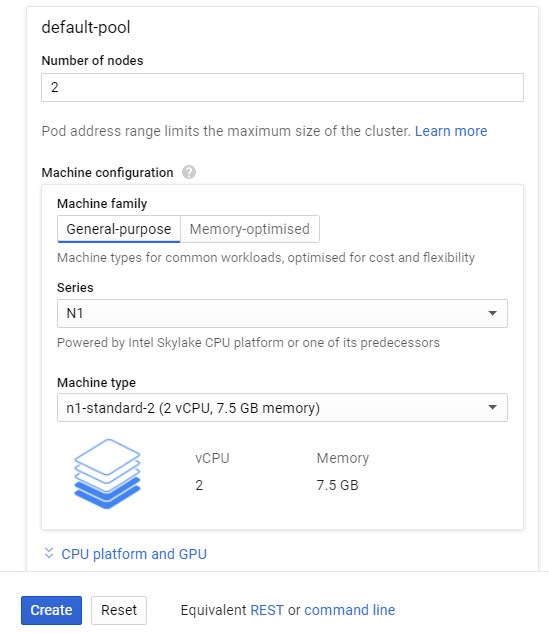 default-pool
Number of nodes
2
Pod address range limits the maximum size of the cluster. Learn more
Machine configuration ?
Machine family
General-purpose Memory-optimised
Machine types for common workloads, optimised for cost and flexibility
Series
N1
Powered by Intel Skylake CPU platform or one of its predecessors
Machine type
n1-standard-2 (2 vCPU, 7.5 GB memory)
vCPU Memory
2 7.5 GB
CPU platform and GPU
Create Reset Equivalent REST or command line